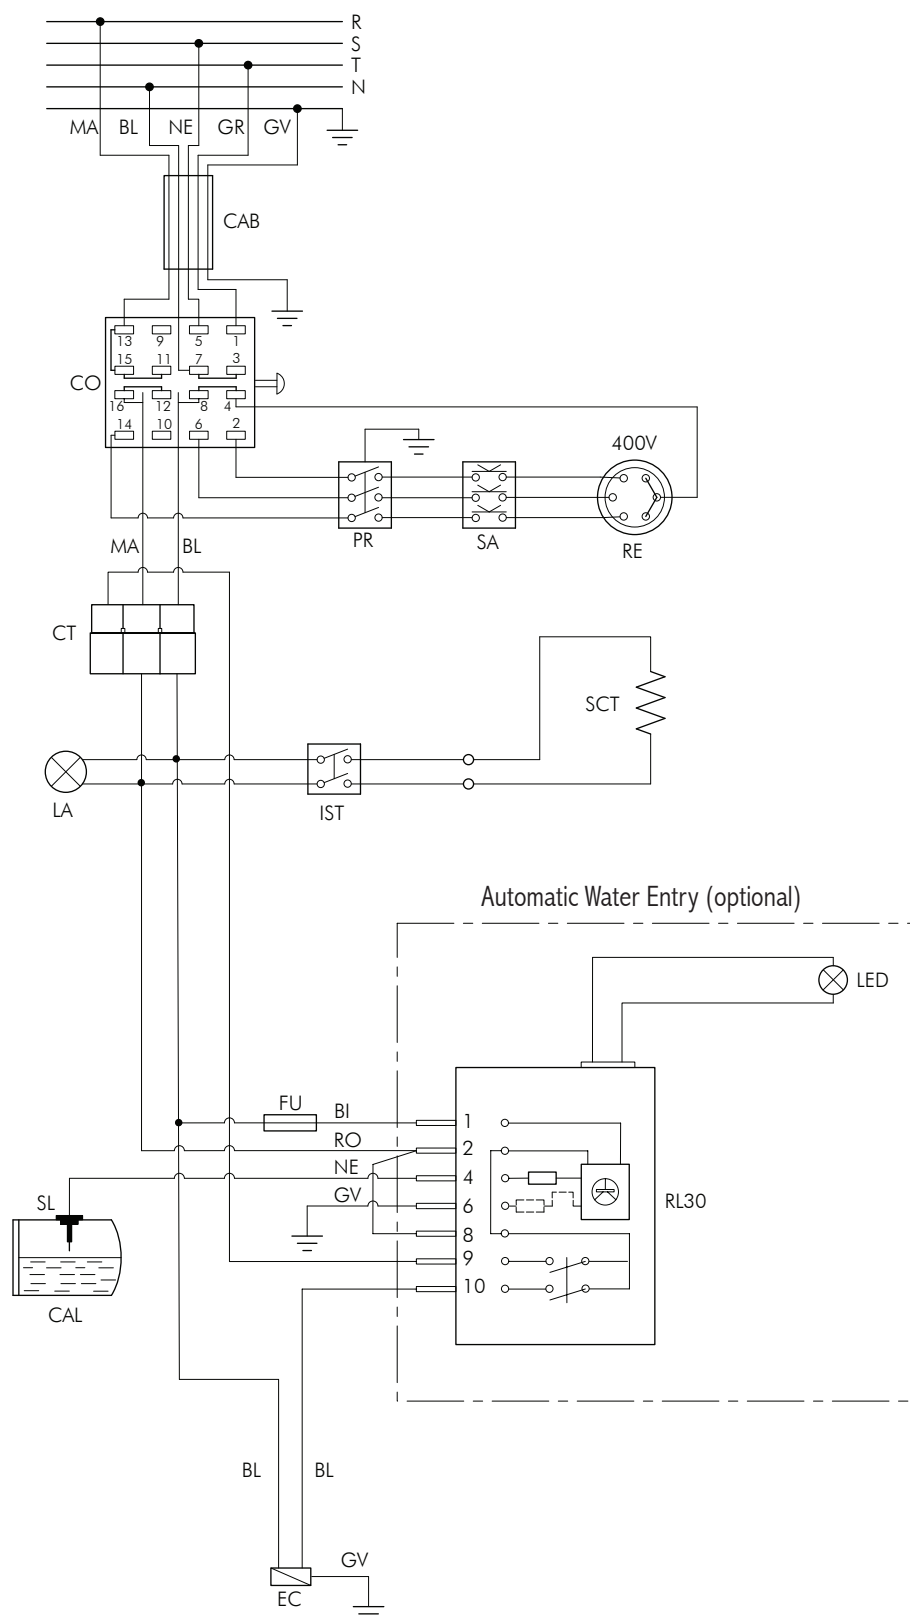 R
S
T
N
MA BL NE GR GV
CAB
13 9 5 1
15 11 7 3
CO
16 12 8 4
14 10 6 2
400V
PR
SA
RE
MA BL
CT
SCT
LA
IST
Automatic Water Entry (optional)
LED
FU
BI
1
RO
2
NE
4
SL
GV
6
RL30
8
9
10
CAL
BL
BL
GV
EC